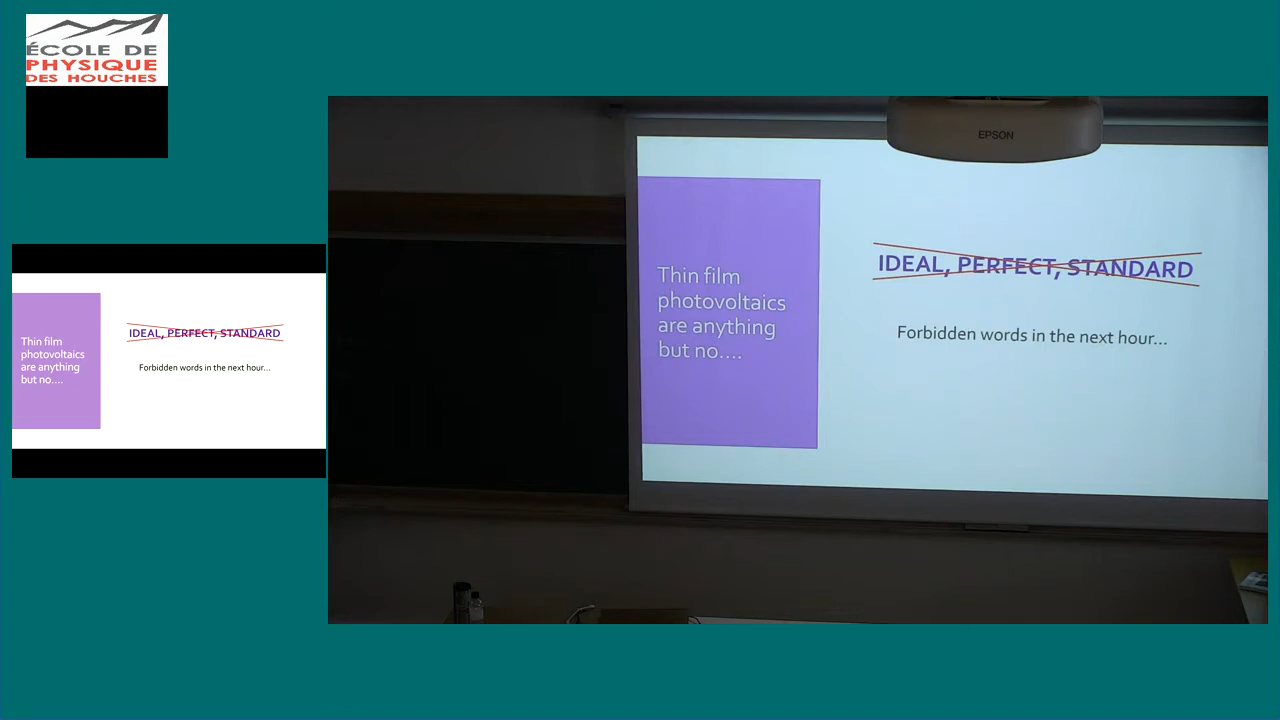 ÉCOLE DE
PHYSIQUE
DES HOUCHES
Thin film
photovoltaics
are anything
but no....
IDEAL, PERFECT, STANDARD
Forbidden words in the next hour...
EPSON
Thin film
photovoltaics
are anything
but no....
IDEAL, PERFECT, STANDARD
Forbidden words in the next hour...